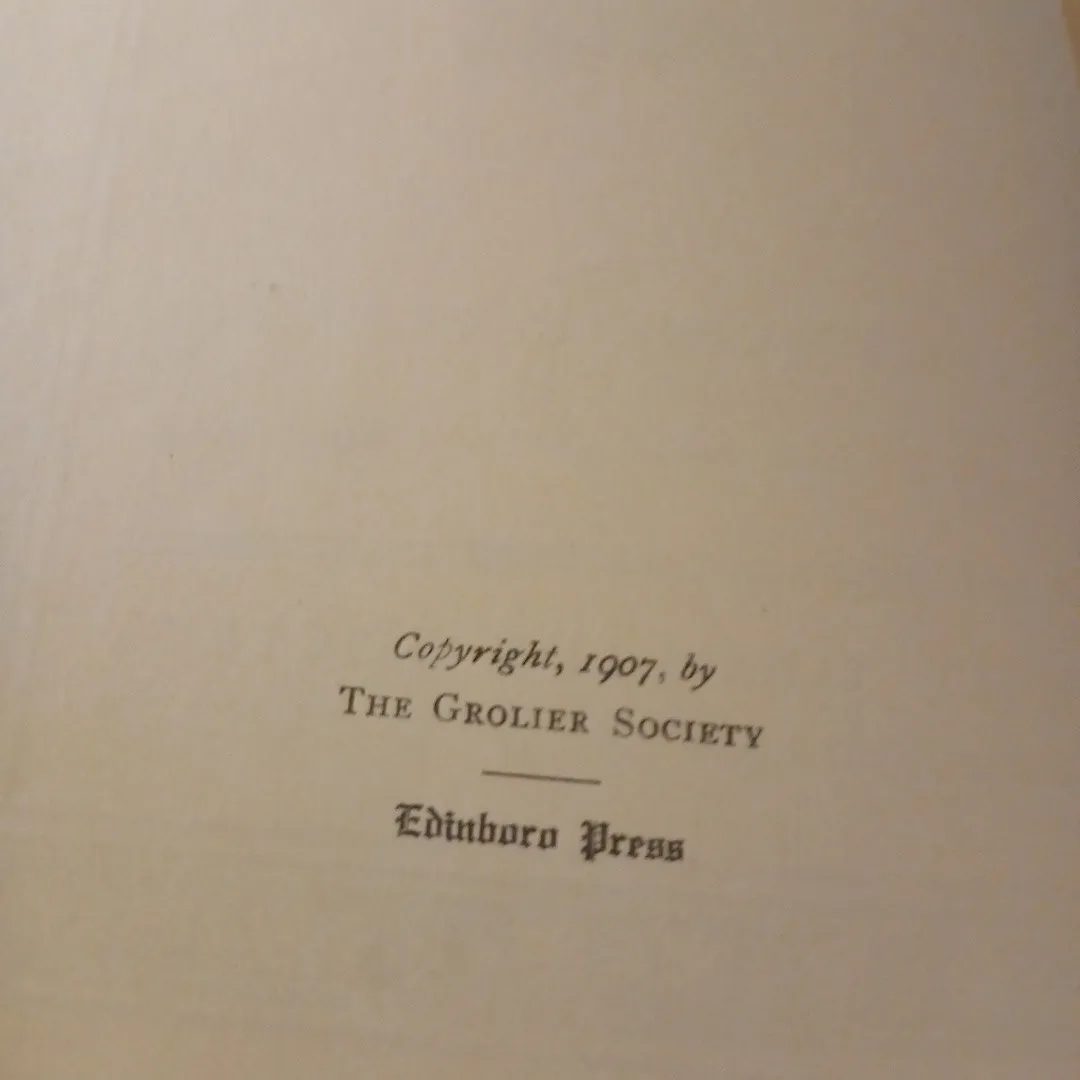 Copyright, 1907, by
THE GROLIER SOCIETY
Edinboro Press